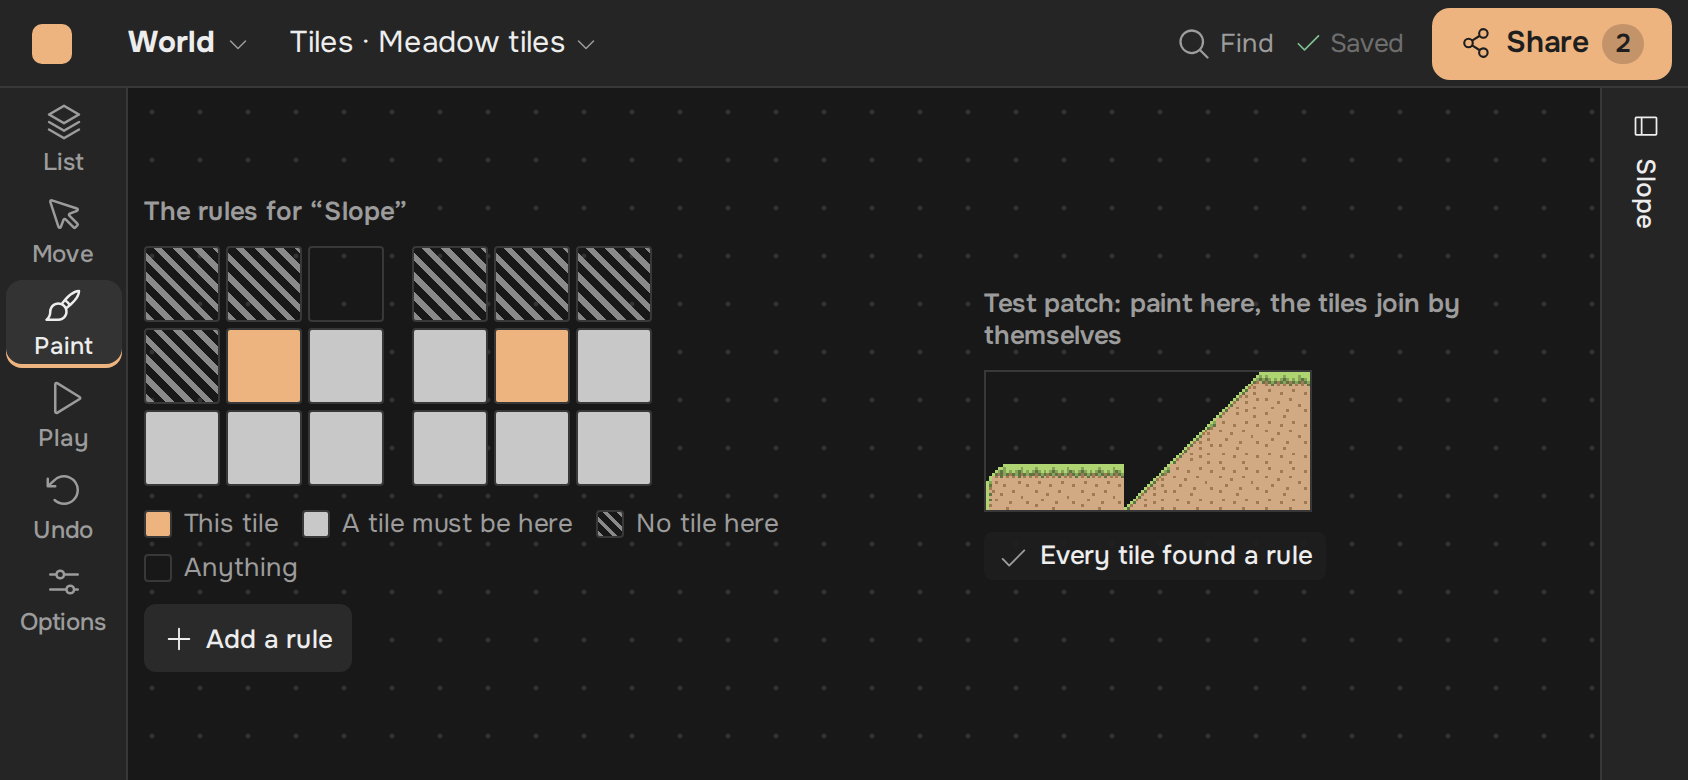 World
Tiles · Meadow tiles
Find
Saved
Share 2
List
Move
Paint
Play
Undo
Options
The rules for “Slope”
This tile
A tile must be here
No tile here
Anything
Add a rule
Test patch: paint here, the tiles join by
themselves
Every tile found a rule
Slope